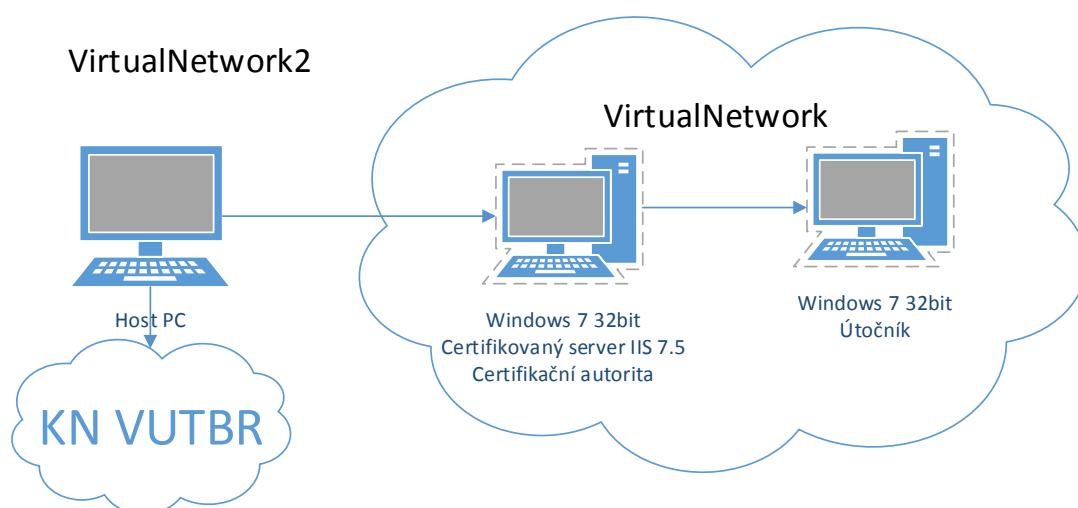 VirtualNetwork2
VirtualNetwork
Host PC
Windows 7 32bit
Certifikovaný server IIS 7.5
Certifikační autorita
Windows 7 32bit
Útočník
KN VUTBR